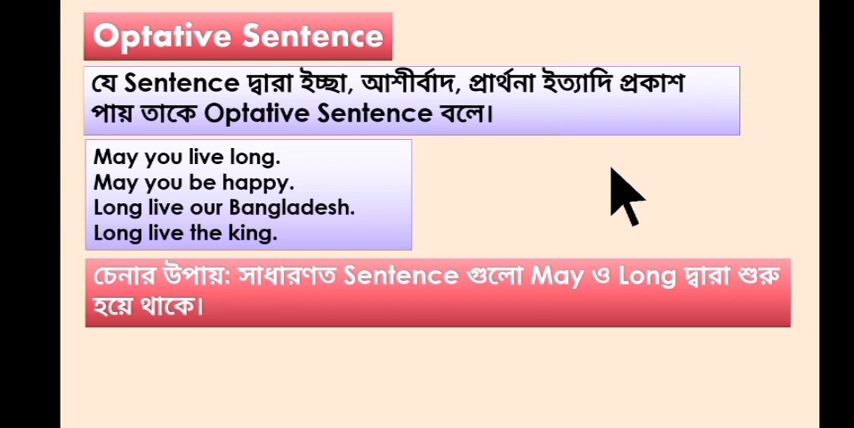 Optative Sentence
যে Sentence দ্বারা ইচ্ছা, আশীর্বাদ, প্রার্থনা ইত্যাদি প্রকাশ
পায় তাকে Optative Sentence বলে।
May you live long.
May you be happy.
Long live our Bangladesh.
Long live the king.
চেনার উপায়: সাধারণত Sentence গুলো May ও Long দ্বারা শুরু
হয়ে থাকে।